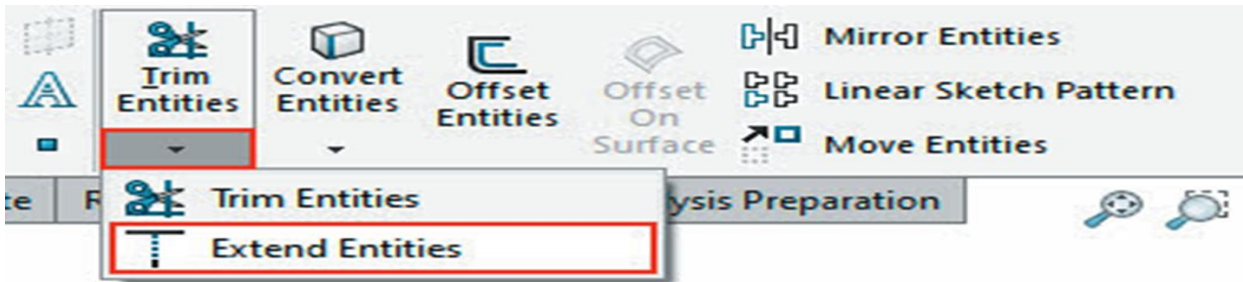 Trim
Entities
Convert
Entities
Offset
Entities
Offset
On
Surface
Mirror Entities
Linear Sketch Pattern
Move Entities
Trim Entities
Extend Entities
ysis Preparation